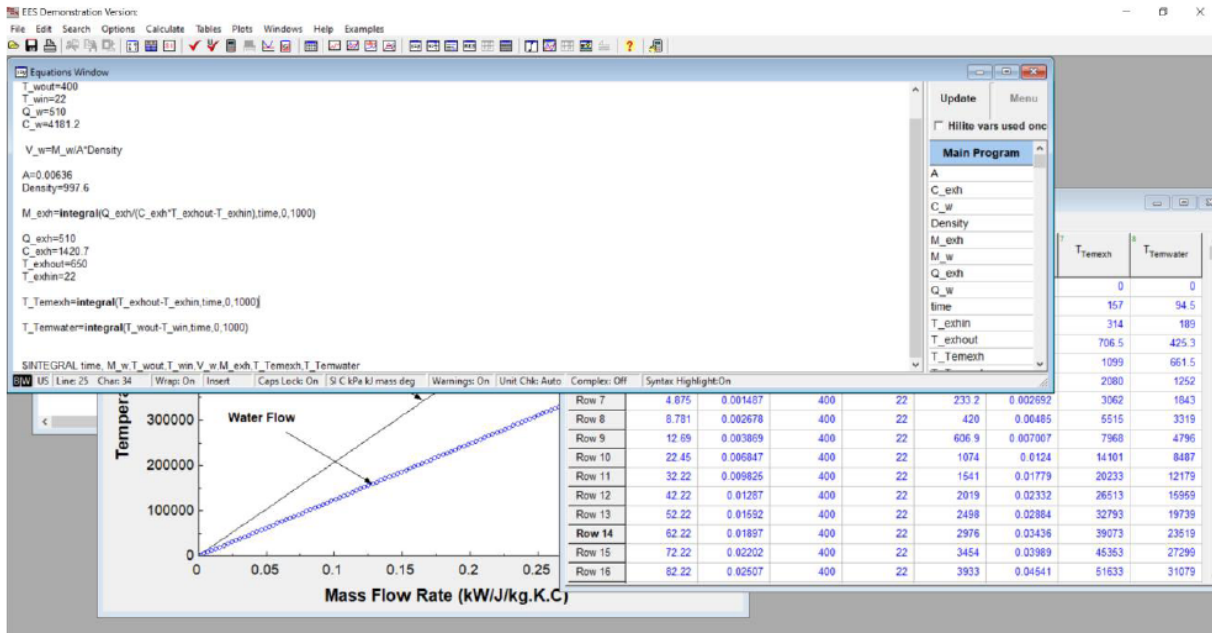 EES Demonstration Version:
File Edit Search Options Calculate Tables Plots Windows Help Examples
Equations Window
T_wout=400
T_win=22
Q_w=510
C_w=4181.2
V_w=M_w/A*Density
A=0.00636
Density=997.6
M_exh=integral(Q_exh/(C_exh*T_exhout-T_exhin),time,0,1000)
Q_exh=510
C_exh=1420.7
T_exhout=650
T_exhin=22
T_Temexh=integral(T_exhout-T_exhin,time,0,1000)
T_Temwater=integral(T_wout-T_win,time,0,1000)
$INTEGRAL time, M_w,T_wout,T_win,V_w,M_exh,T_Temexh,T_Temwater
Update Menu
Hilite vars used onc
Main Program
A
C_exh
C_w
Density
M_exh
M_w
Q_exh
Q_w
time
T_exhin
T_exhout
T_Temexh
B|W US Line: 25 Char: 34 Wrap: On Insert Caps Lock: On SI C kPa kJ mass deg Warnings: On Unit Chk: Auto Complex: Off Syntax Highlight:On
7 TTemexh 8 TTemwater
0 0
157 94.5
314 189
706.5 425.3
1099 661.5
2080 1252
Row 7 4.875 0.001487 400 22 233.2 0.002692 3062 1843
Row 8 8.781 0.002678 400 22 420 0.00485 5515 3319
Row 9 12.69 0.003869 400 22 606.9 0.007007 7968 4796
Row 10 22.45 0.006847 400 22 1074 0.0124 14101 8487
Row 11 32.22 0.009825 400 22 1541 0.01779 20233 12179
Row 12 42.22 0.01287 400 22 2019 0.02332 26513 15959
Row 13 52.22 0.01592 400 22 2498 0.02884 32793 19739
Row 14 62.22 0.01897 400 22 2976 0.03436 39073 23519
Row 15 72.22 0.02202 400 22 3454 0.03989 45353 27299
Row 16 82.22 0.02507 400 22 3933 0.04541 51633 31079
Tempera
300000
200000
100000
0
Water Flow
0 0.05 0.1 0.15 0.2 0.25
Mass Flow Rate (kW/J/kg.K.C)